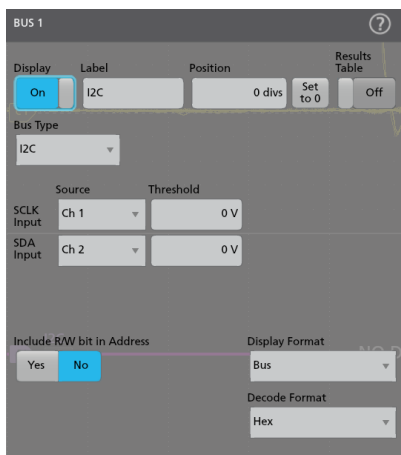 BUS 1
?
Display Label Position Results Table
On I2C 0 divs Set to 0 Off
Bus Type
I2C
Source Threshold
SCLK Input Ch 1 0 V
SDA Input Ch 2 0 V
Include R/W bit in Address Display Format
Yes No Bus
Decode Format
Hex